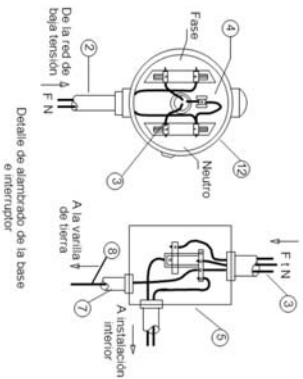 De la red de
baja tensión
F N
2
Fase
4
3
12
Neutro
Detalle de alambrado de la base
e interruptor
F t N
3
5
A la varilla
de tierra
8
7
A instalación
interior